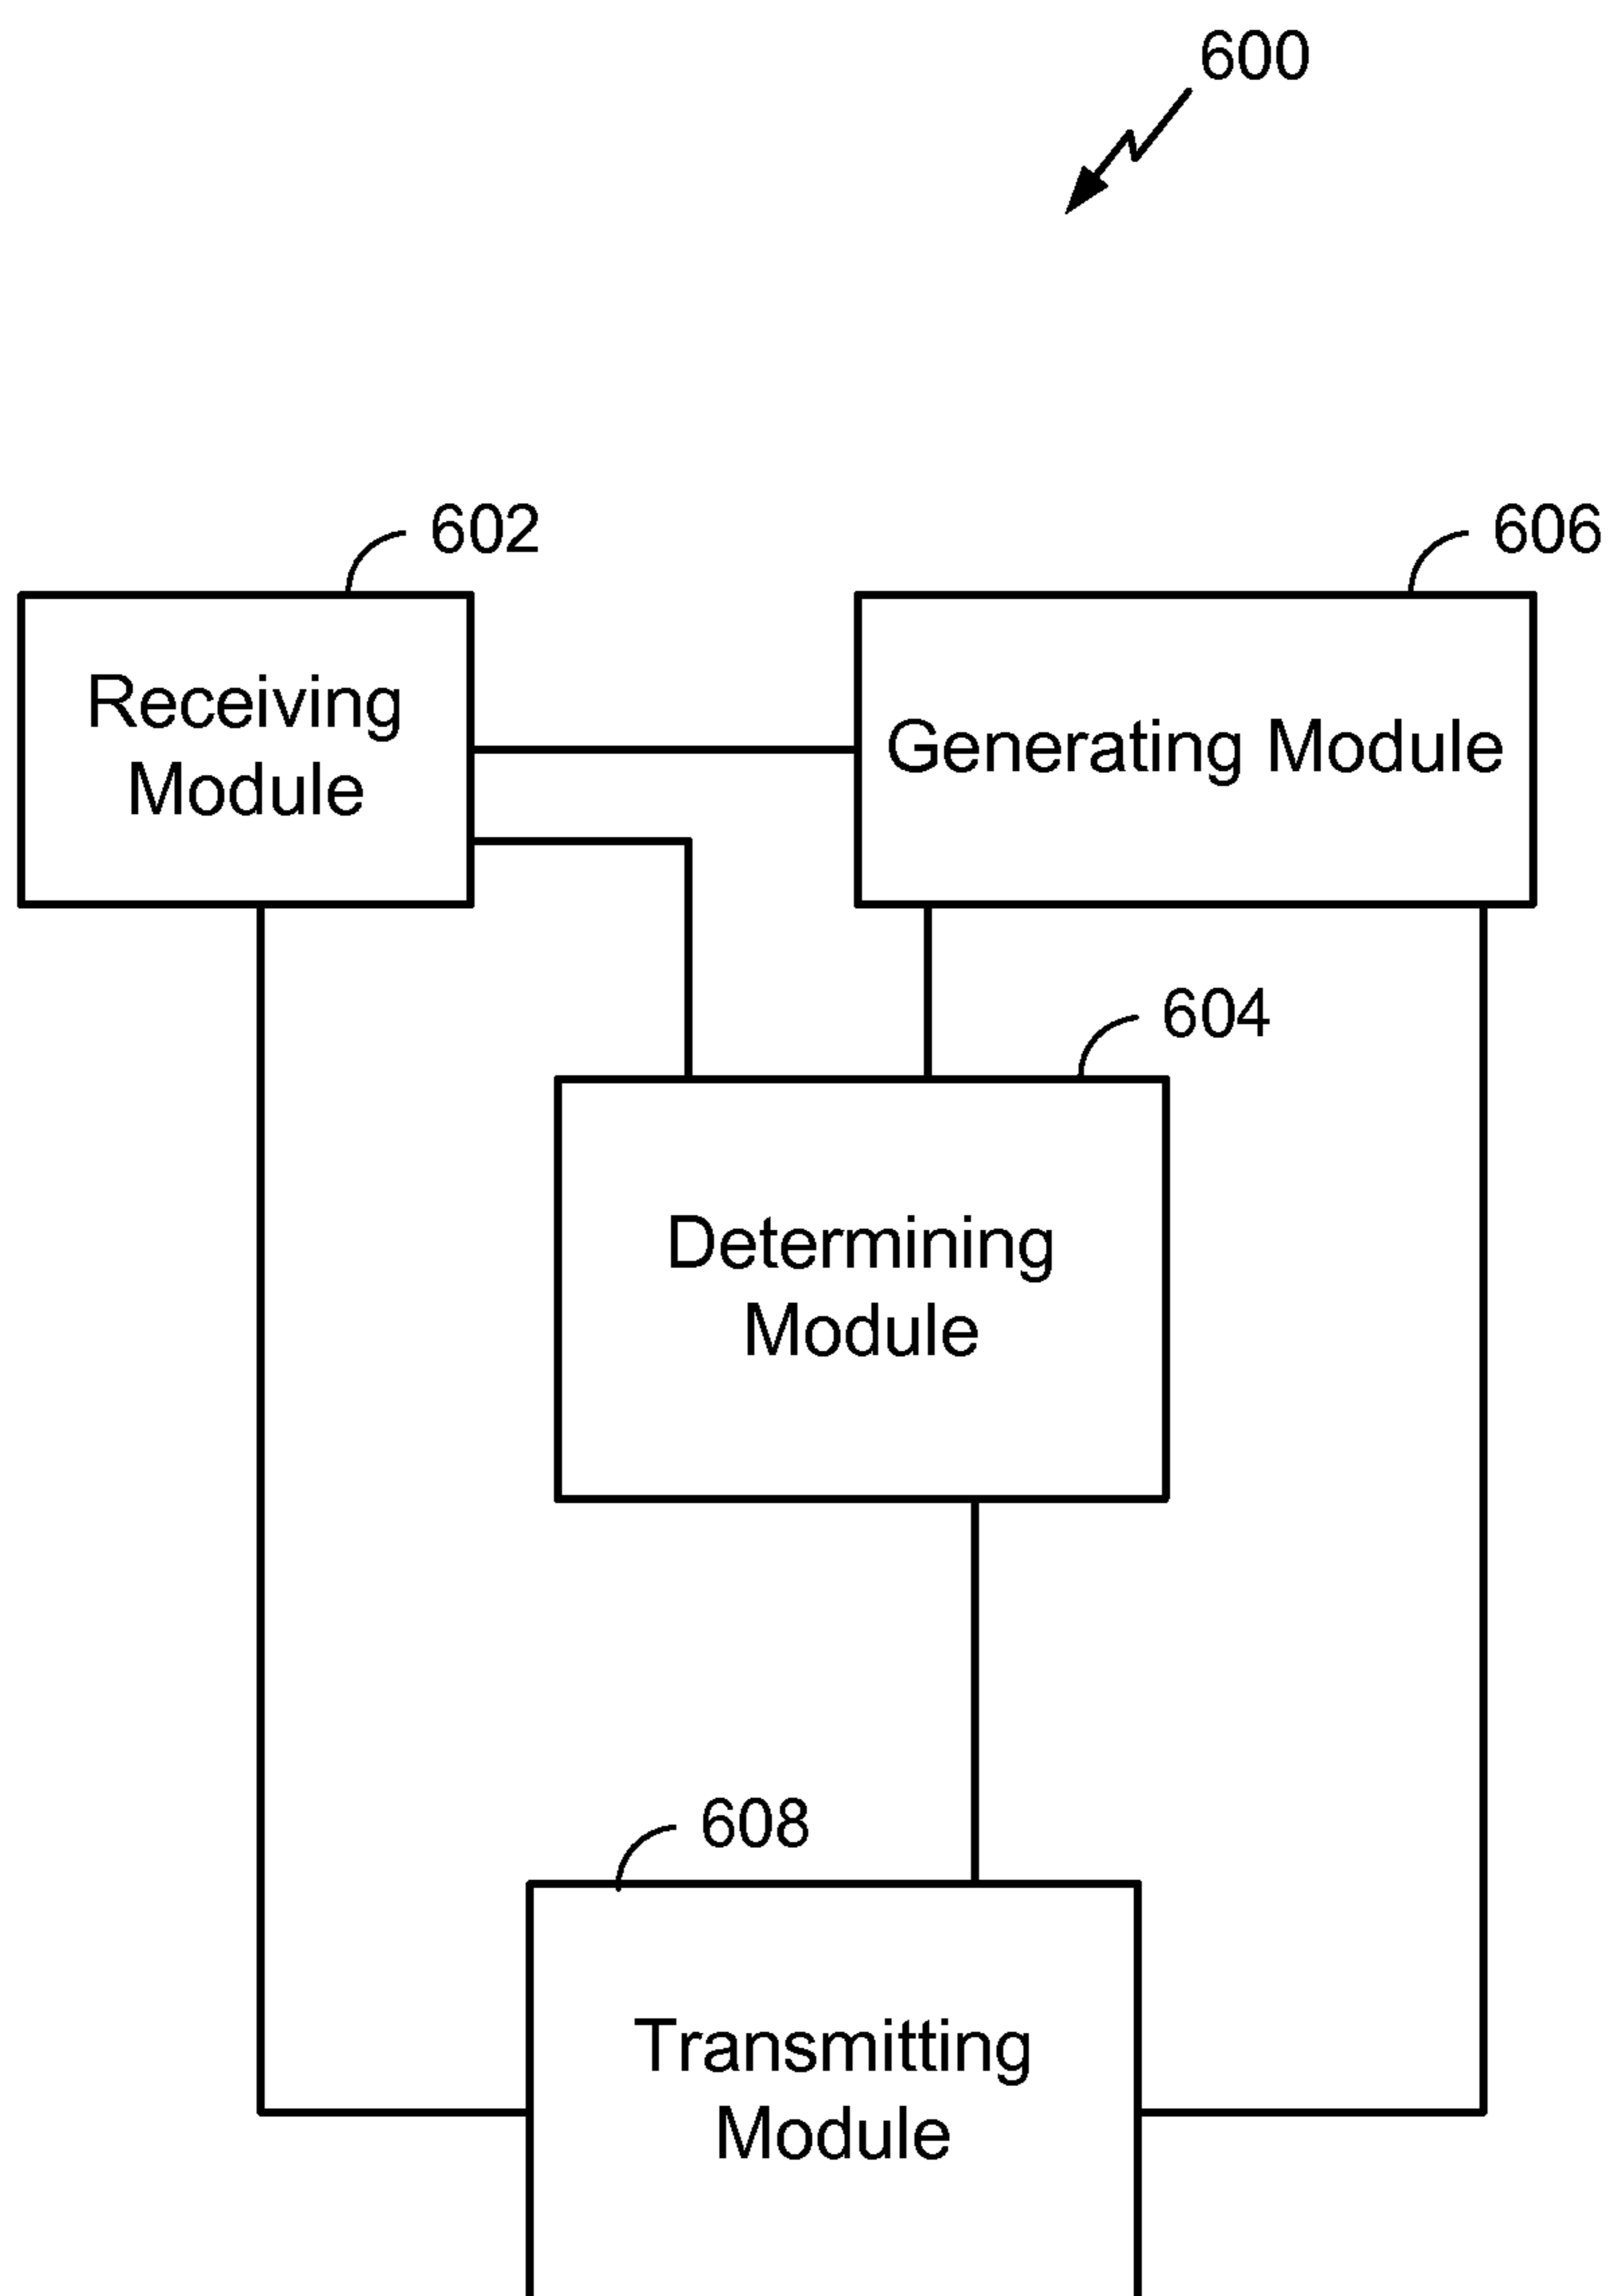 600
602
606
Receiving
Module
Generating Module
604
Determining
Module
608
Transmitting
Module